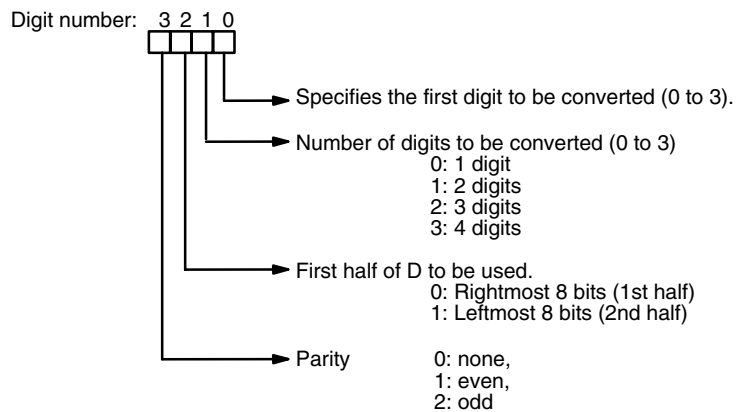 Digit number: 3 2 1 0
Specifies the first digit to be converted (0 to 3).
Number of digits to be converted (0 to 3)
0: 1 digit
1: 2 digits
2: 3 digits
3: 4 digits
First half of D to be used.
0: Rightmost 8 bits (1st half)
1: Leftmost 8 bits (2nd half)
Parity 0: none,
1: even,
2: odd